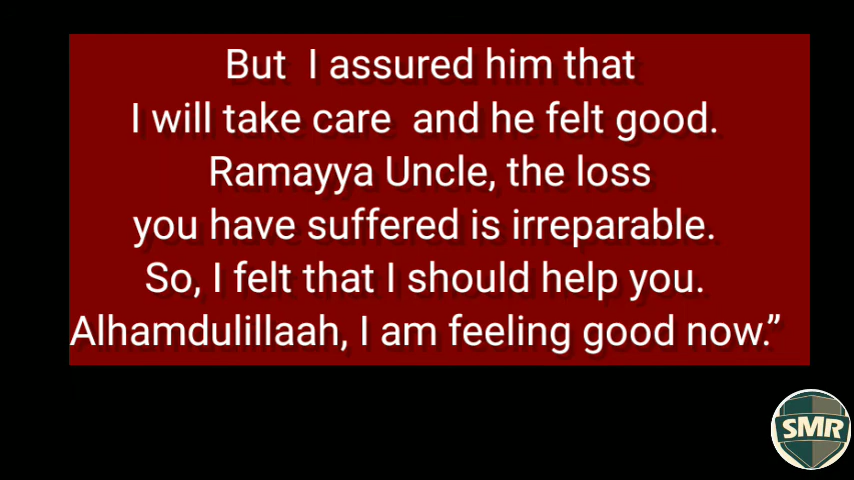 But  I assured him that
I will take care  and he felt good.
Ramayya Uncle, the loss
you have suffered is irreparable.
So, I felt that I should help you.
Alhamdulillaah, I am feeling good now.”
SMR